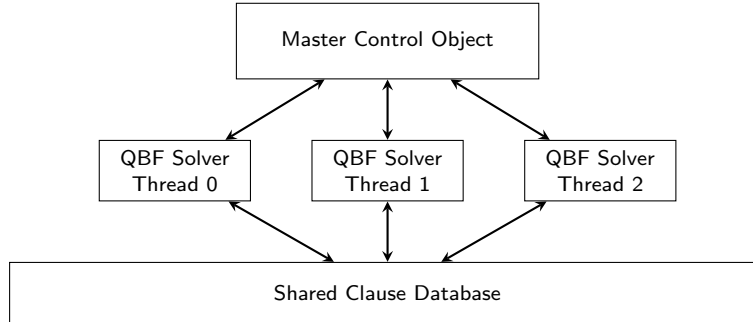 Master Control Object
QBF Solver
Thread 0
QBF Solver
Thread 1
QBF Solver
Thread 2
Shared Clause Database